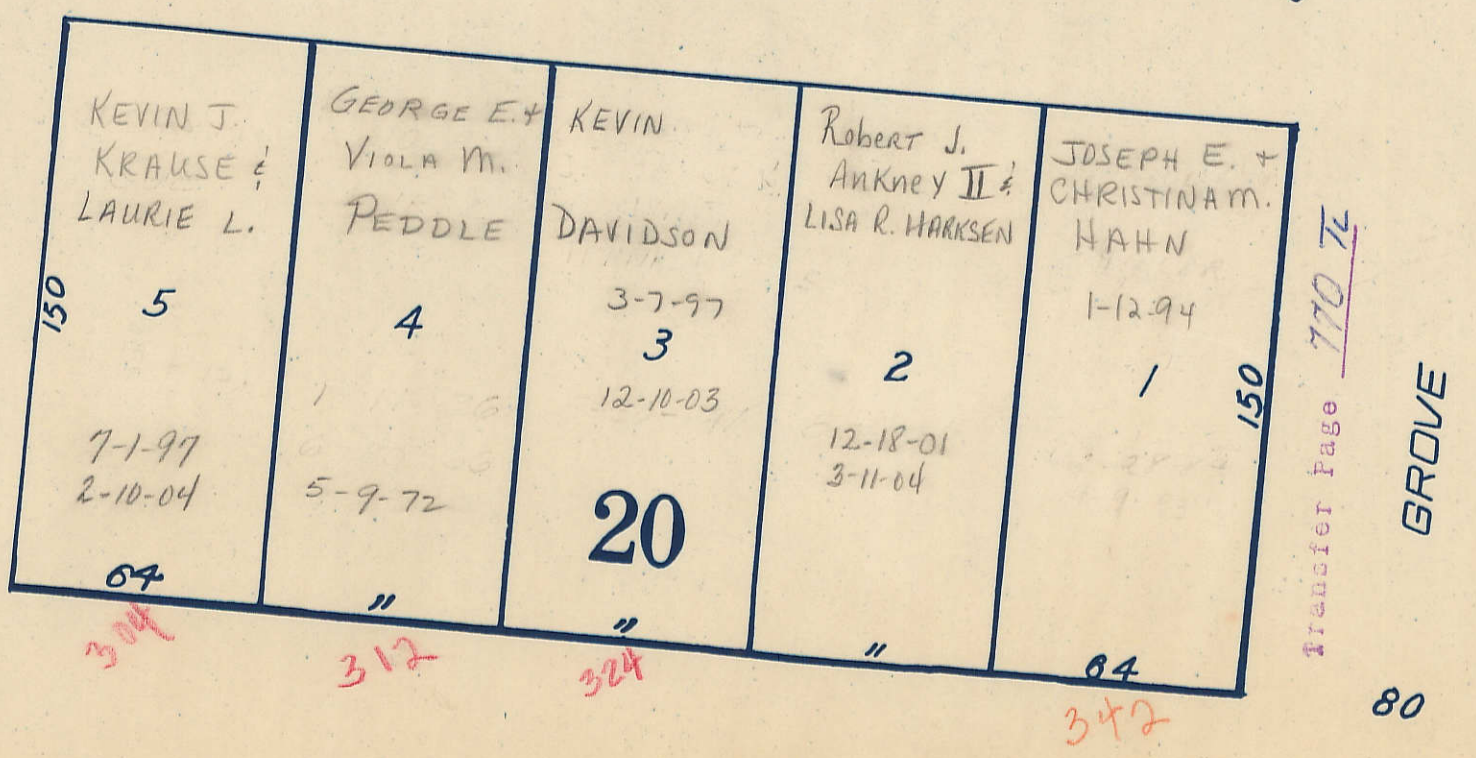 KEVIN J.
KRAUSE &
LAURIE L.
150
5
7-1-97
2-10-04
64
304
GEORGE E. +
VIOLA M.
PEDDLE
4
5-9-72
"
312
KEVIN
DAVIDSON
3-7-97
3
12-10-03
20
"
324
Robert J.
Ankney II &
LISA R. HARKSEN
2
12-18-01
3-11-04
"
JOSEPH E. +
CHRISTINA M.
HAHN
1-12-94
1
150
64
342
Transfer Page 770
GROVE
80